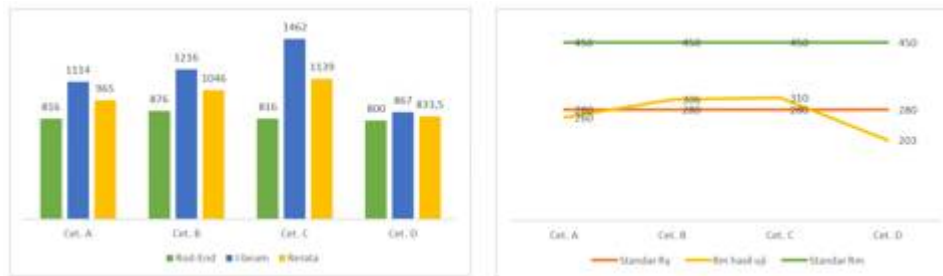 1462
1216
1114
1139
1046
965
876
816
816
800
867
833,5
Cet. A Cet. B Cet. C Cet. D
Rod-End Rerata
450 450 450 450
306 310
280 280 280 280
260
203
Cet. A Cet. B Cet. C Cet. D
Standar Ry Rm hasil uji Standar Rm